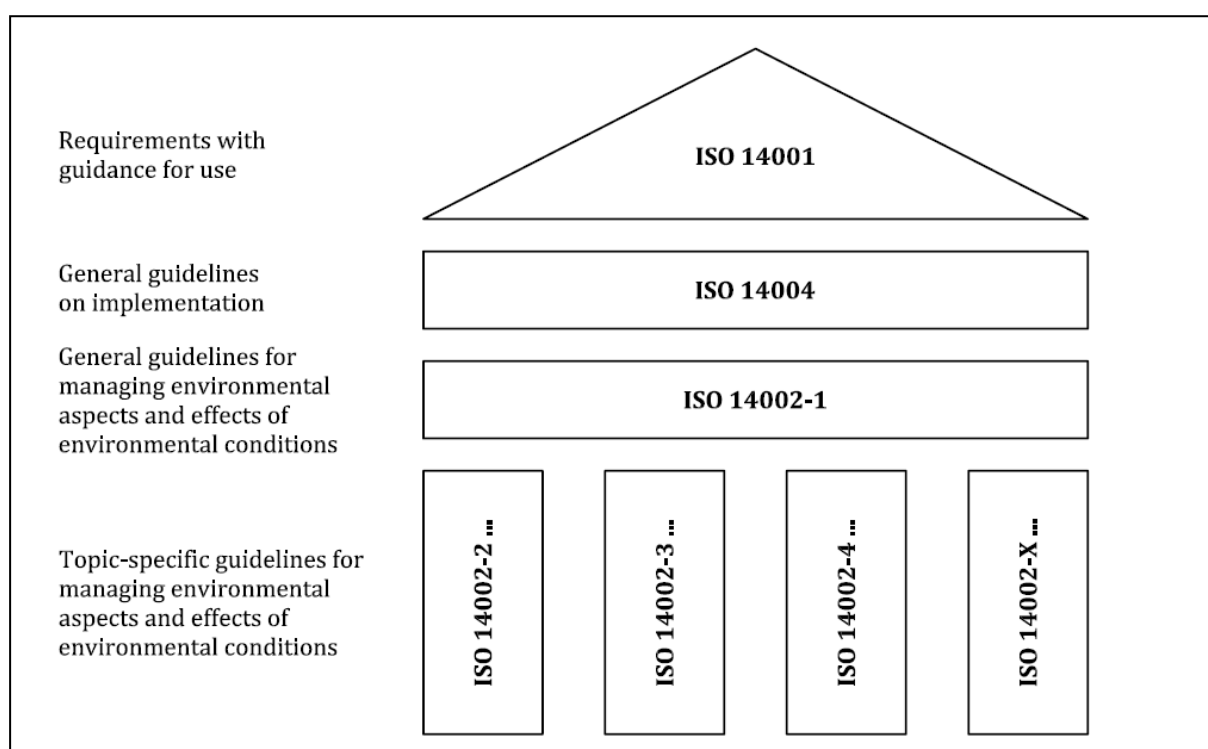 Requirements with
guidance for use
ISO 14001
General guidelines
on implementation
ISO 14004
General guidelines for
managing environmental
aspects and effects of
environmental conditions
ISO 14002-1
Topic-specific guidelines for
managing environmental
aspects and effects of
environmental conditions
ISO 14002-2 ...
ISO 14002-3 ...
ISO 14002-4 ...
ISO 14002-X ...